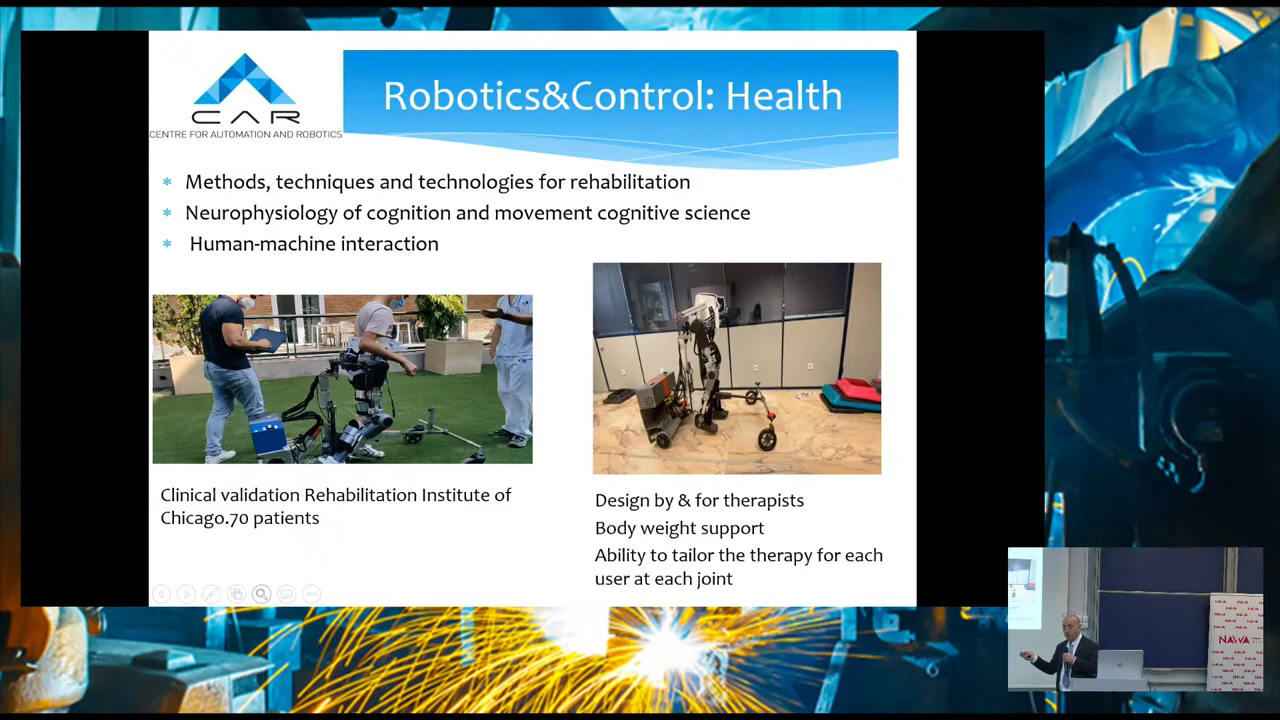 CAR
CENTRE FOR AUTOMATION AND ROBOTICS
Robotics&Control: Health
* Methods, techniques and technologies for rehabilitation
* Neurophysiology of cognition and movement cognitive science
* Human-machine interaction
Clinical validation Rehabilitation Institute of
Chicago.70 patients
Design by & for therapists
Body weight support
Ability to tailor the therapy for each
user at each joint
NAWA